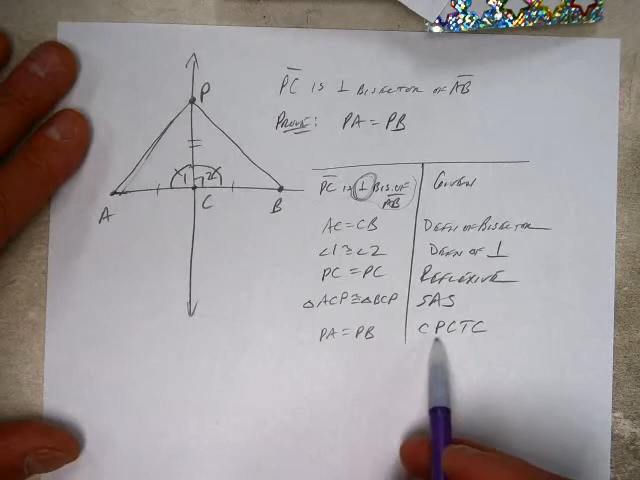 PC IS ⊥ BISECTOR OF AB
PROVE: PA = PB
P
1 2
A C B
PC IS ⊥ BIS. OF AB GIVEN
AC = CB DEFN OF BISECTOR
<1 ≅ <2 DEFN OF ⊥
PC = PC REFLEXIVE
△ACP ≅ △BCP SAS
PA = PB CPCTC